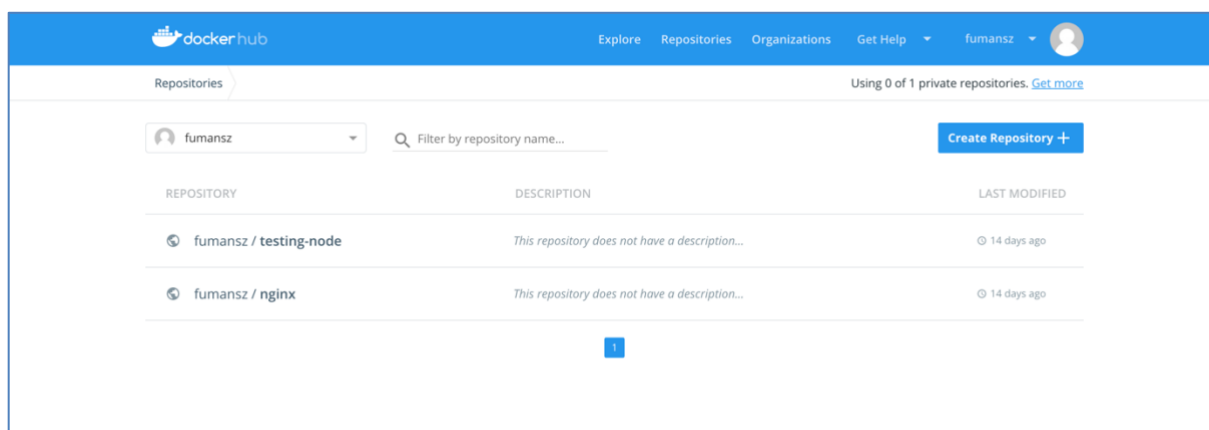 dockerhub Explore Repositories Organizations Get Help fumansz
Repositories Using 0 of 1 private repositories. Get more
fumansz Filter by repository name... Create Repository +
REPOSITORY DESCRIPTION LAST MODIFIED
fumansz / testing-node This repository does not have a description... 14 days ago
fumansz / nginx This repository does not have a description... 14 days ago
1